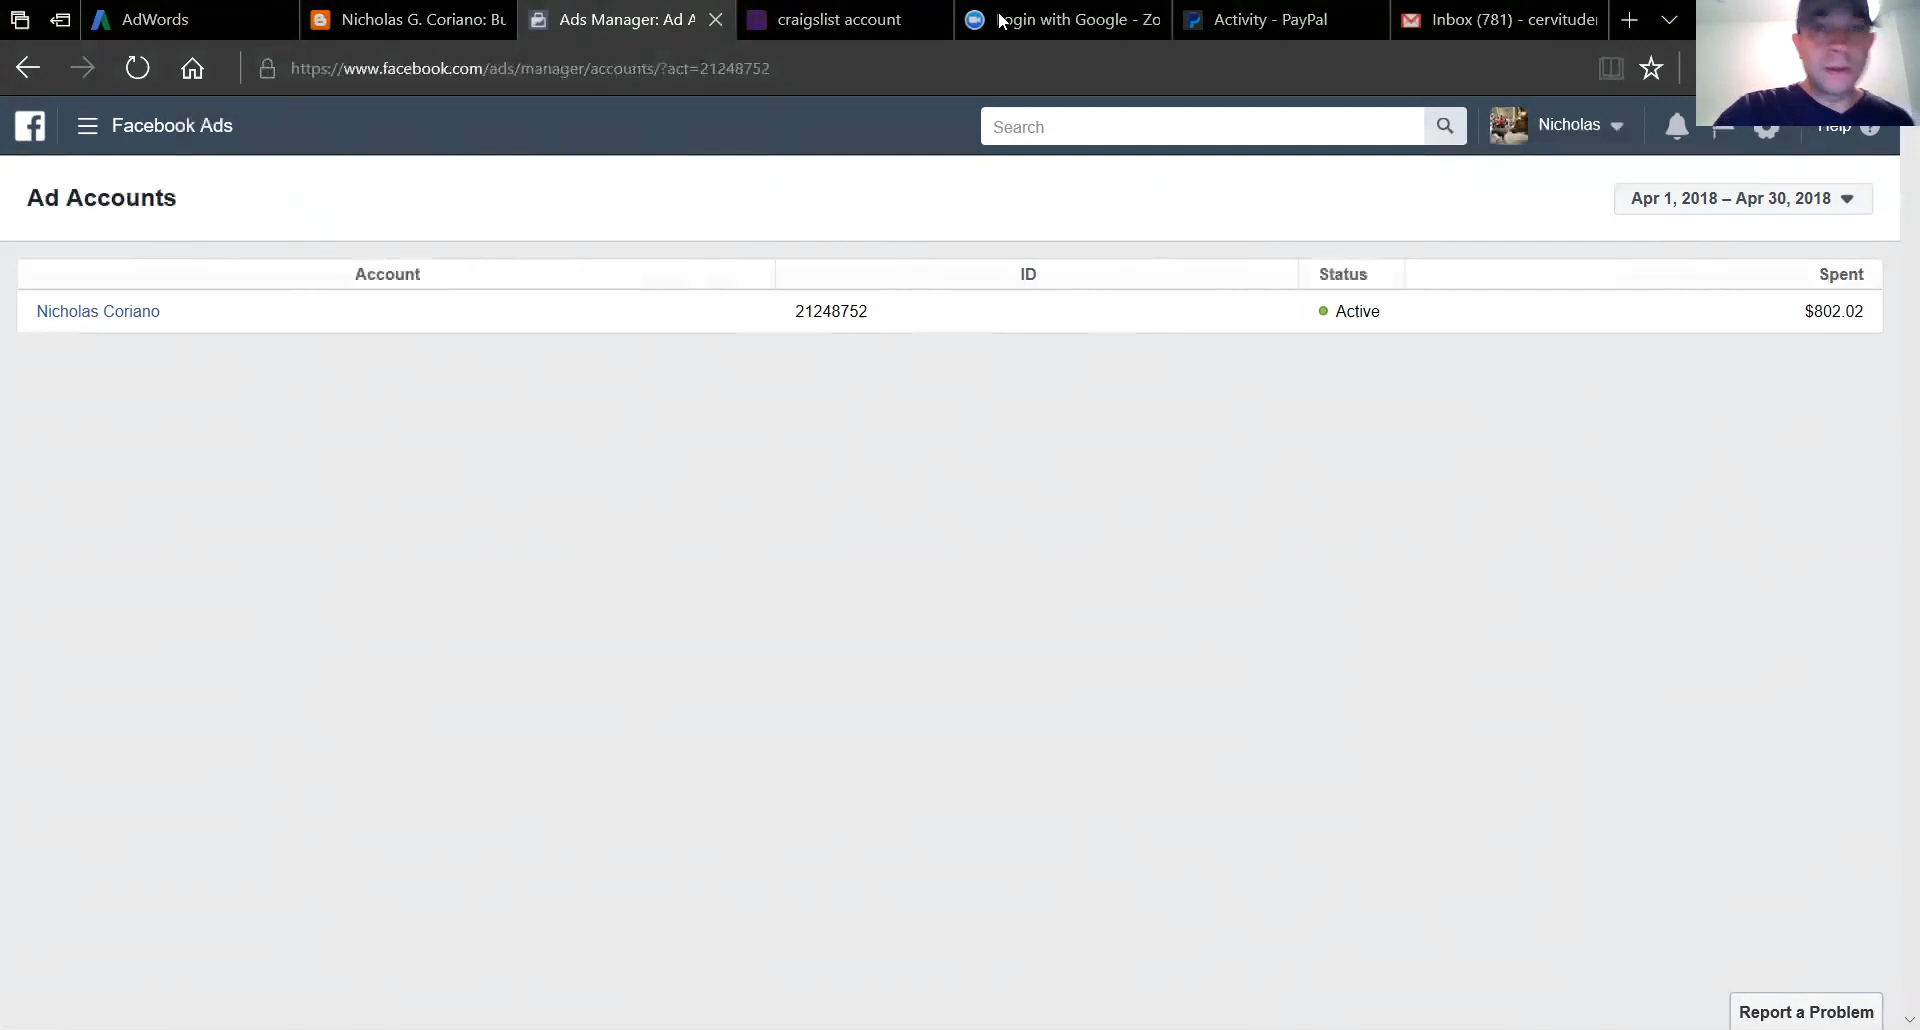 AdWords
Nicholas G. Coriano: Bu
Ads Manager: Ad A
craigslist account
ogin with Google - Zo
Activity - PayPal
Inbox (781) - cervituder
https://www.facebook.com/ads/manager/accounts/?act=21248752
Facebook Ads
Search
Nicholas
Help
Ad Accounts
Apr 1, 2018 – Apr 30, 2018
Account
ID
Status
Spent
Nicholas Coriano
21248752
Active
$802.02
Report a Problem